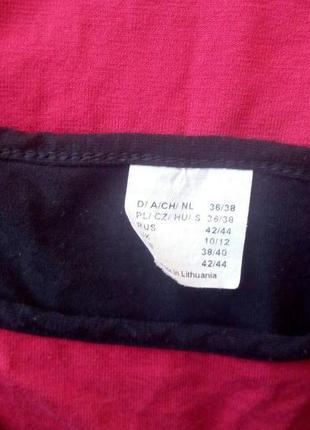 D/ A/CH/ NL 36/38
PL/ CZ/ HU/ S 36/38
RUS 42/44
10/12
38/40
42/44
in Lithuania